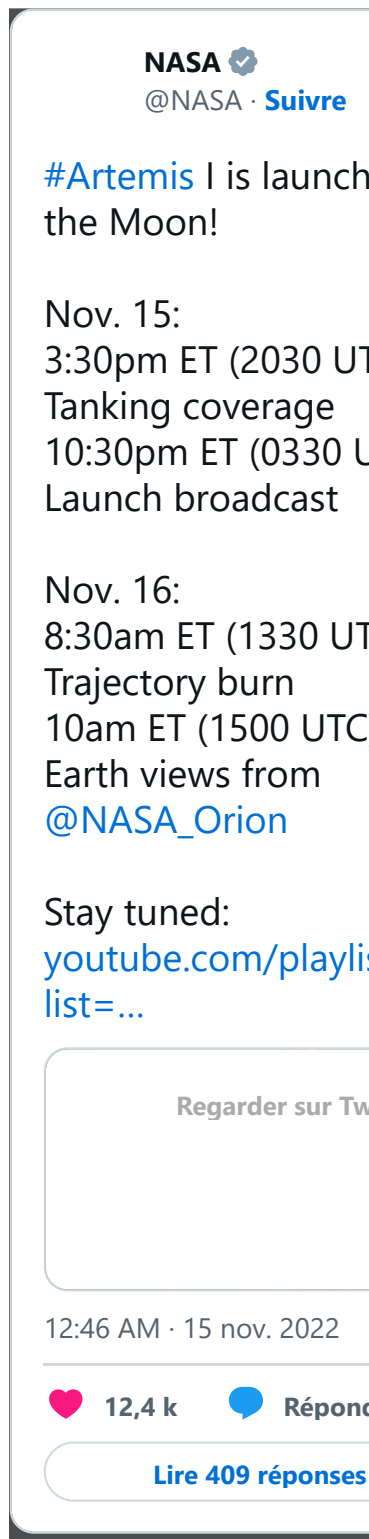 NASA
@NASA · Suivre
#Artemis I is launch
the Moon!
Nov. 15:
3:30pm ET (2030 UT
Tanking coverage
10:30pm ET (0330 U
Launch broadcast
Nov. 16:
8:30am ET (1330 UT
Trajectory burn
10am ET (1500 UTC)
Earth views from
@NASA_Orion
Stay tuned:
youtube.com/playlis
list=…
Regarder sur Tw
12:46 AM · 15 nov. 2022
12,4 k Répond
Lire 409 réponses